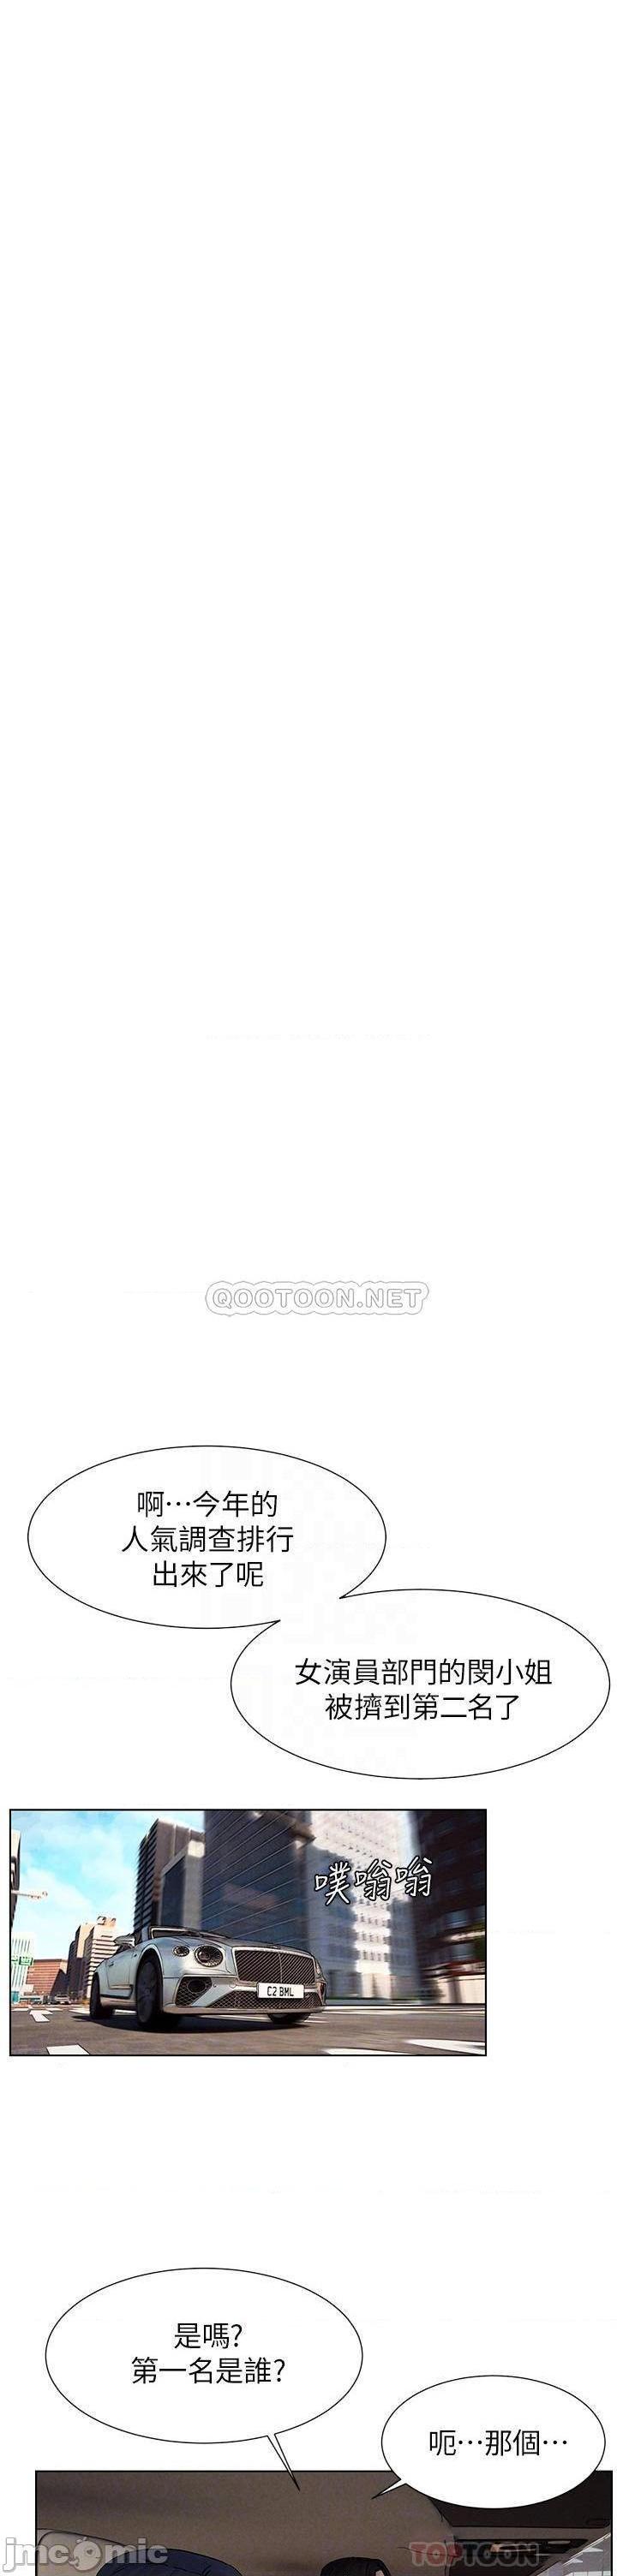 QOOTOON.NET
啊⋯今年的
人氣調查排行
出來了呢
女演員部門的閔小姐
被擠到第二名了
噗嗡嗡
C2 BML
是嗎?
第一名是誰?
呃⋯那個⋯
jmcomic
TOPTOON